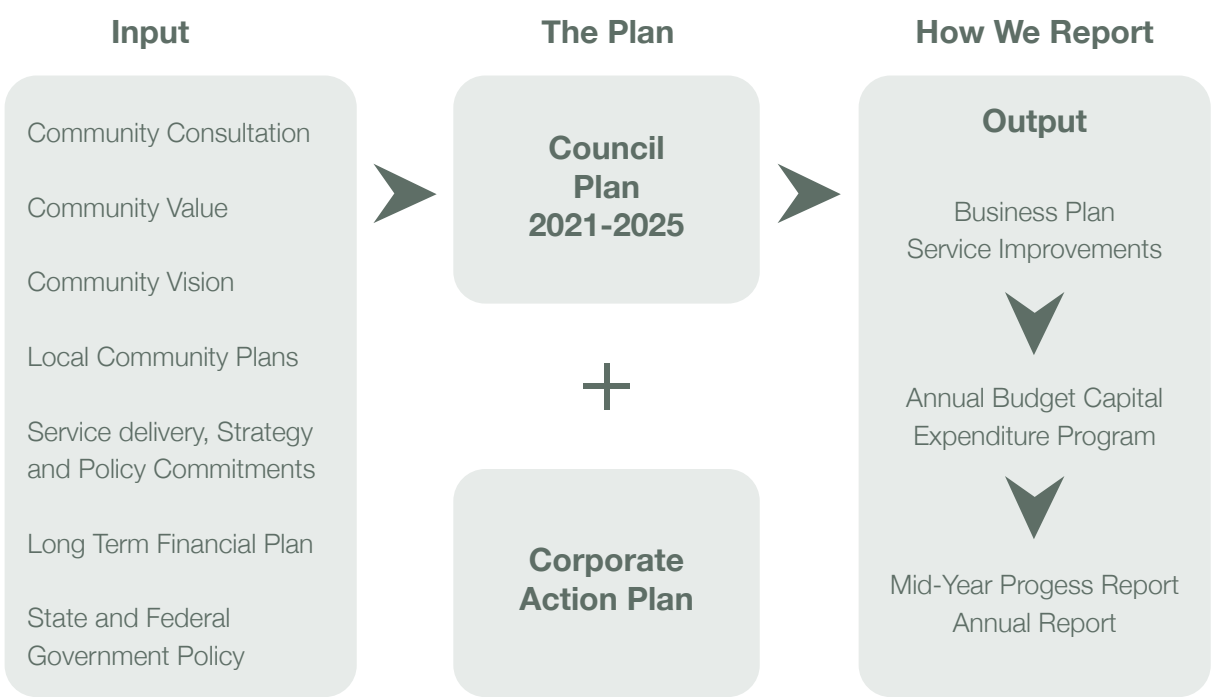 Input
Community Consultation
Community Value
Community Vision
Local Community Plans
Service delivery, Strategy
and Policy Commitments
Long Term Financial Plan
State and Federal
Government Policy
The Plan
Council
Plan
2021-2025
+
Corporate
Action Plan
How We Report
Output
Business Plan
Service Improvements
Annual Budget Capital
Expenditure Program
Mid-Year Progess Report
Annual Report